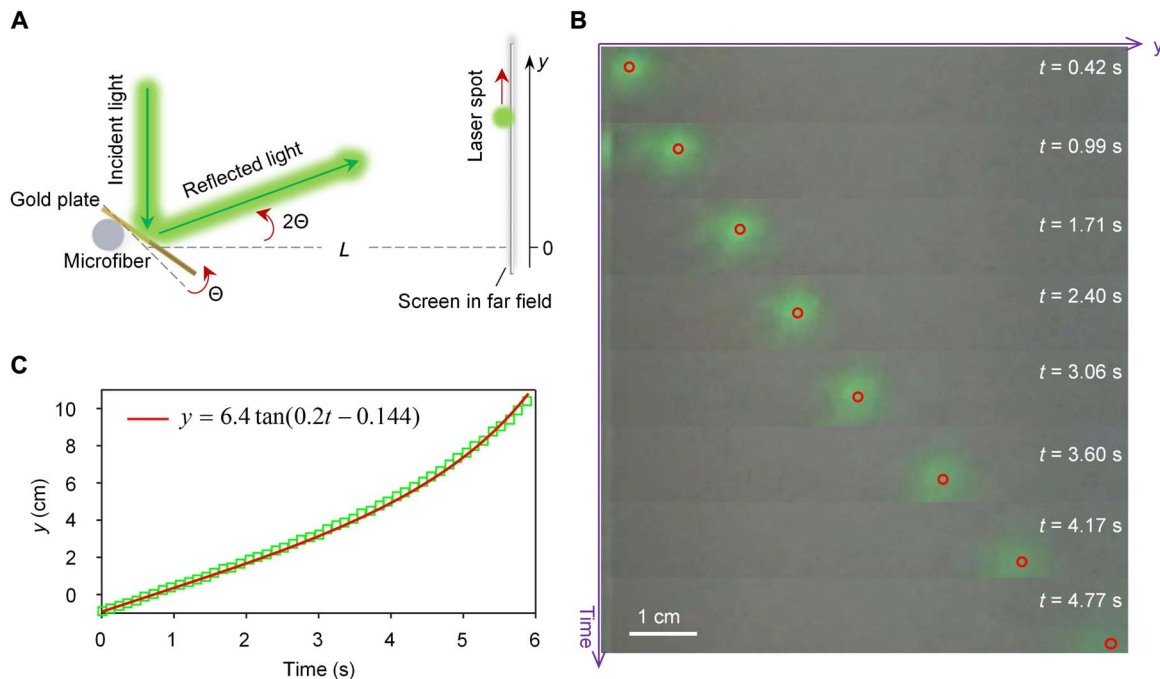 A
Incident light
Reflected light
Gold plate
2Θ
Microfiber
Θ
L
Laser spot
y
0
Screen in far field
B
y
t = 0.42 s
t = 0.99 s
t = 1.71 s
t = 2.40 s
t = 3.06 s
t = 3.60 s
t = 4.17 s
t = 4.77 s
1 cm
Time
C
y = 6.4 tan(0.2t − 0.144)
10
8
6
4
2
0
y (cm)
0 1 2 3 4 5 6
Time (s)